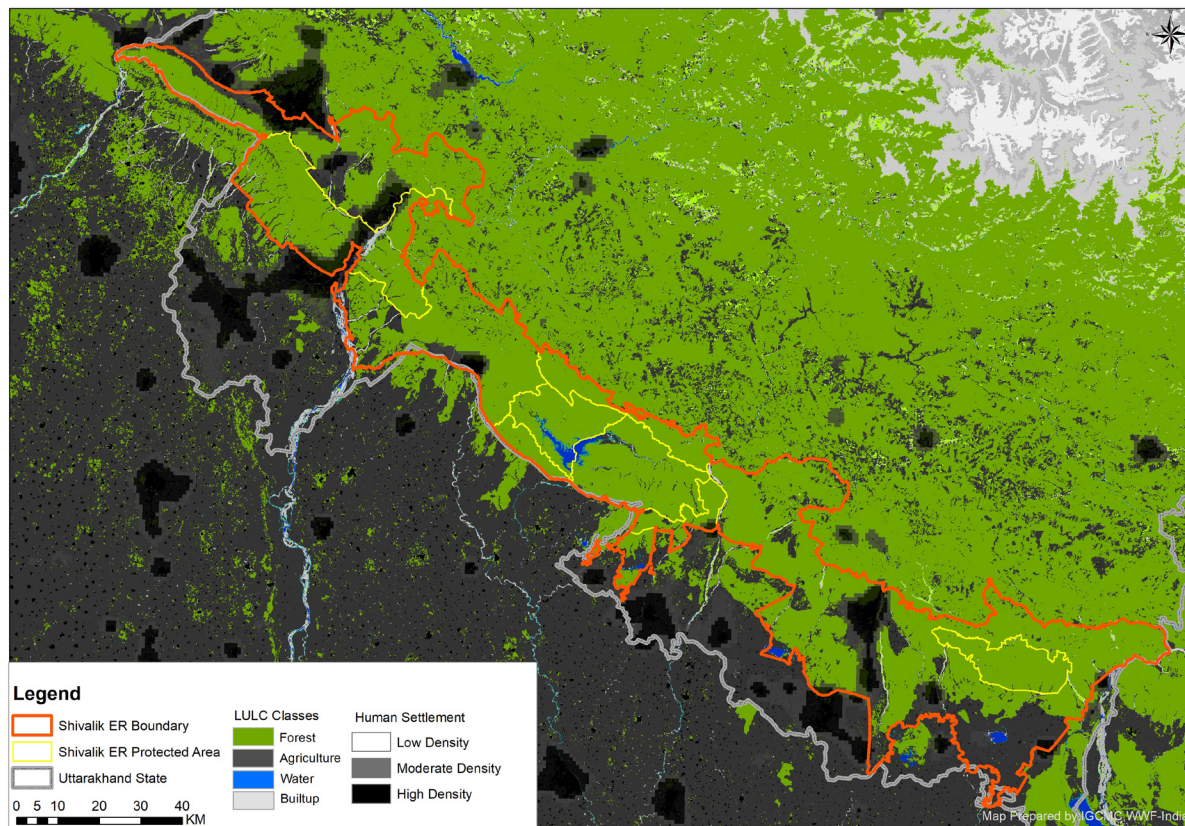 Legend
Shivalik ER Boundary
Shivalik ER Protected Area
Uttarakhand State
0 5 10 20 30 40
KM
LULC Classes
Forest
Agriculture
Water
Builtup
Human Settlement
Low Density
Moderate Density
High Density
Map Prepared by IGCMC WWF-India